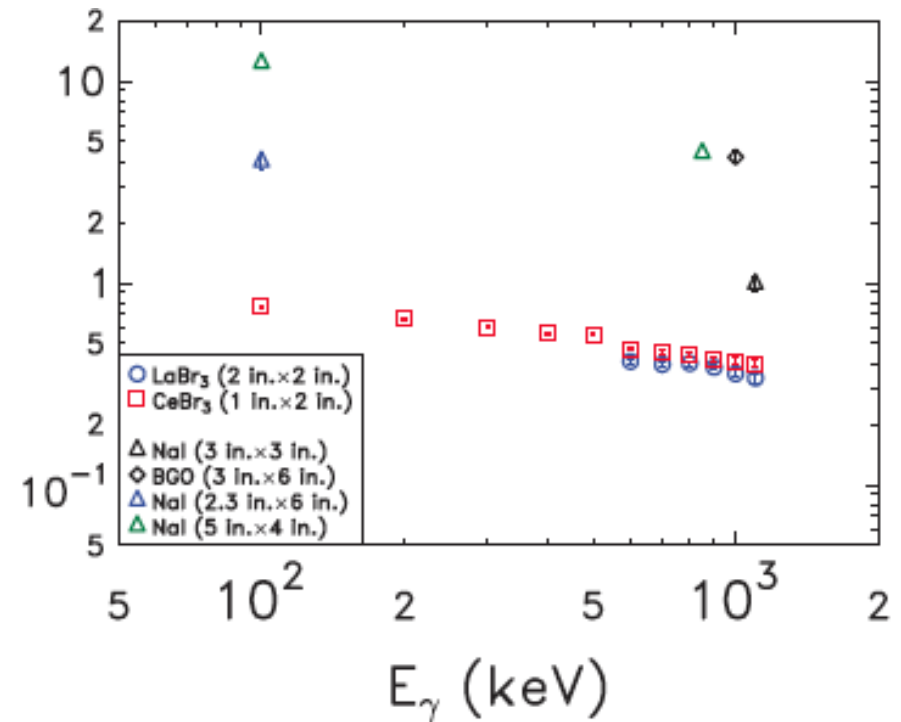 2
10
5
2
1
5
2
10⁻¹
5
LaBr₃ (2 in.×2 in.)
CeBr₃ (1 in.×2 in.)
NaI (3 in.×3 in.)
BGO (3 in.×6 in.)
NaI (2.3 in.×6 in.)
NaI (5 in.×4 in.)
5 10² 2 5 10³ 2
E_γ (keV)